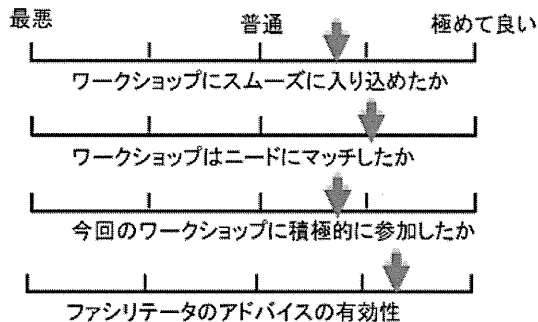 最悪 普通 極めて良い
ワークショップにスムーズに入り込めたか
ワークショップはニードにマッチしたか
今回のワークショップに積極的に参加したか
ファシリテータのアドバイスの有効性